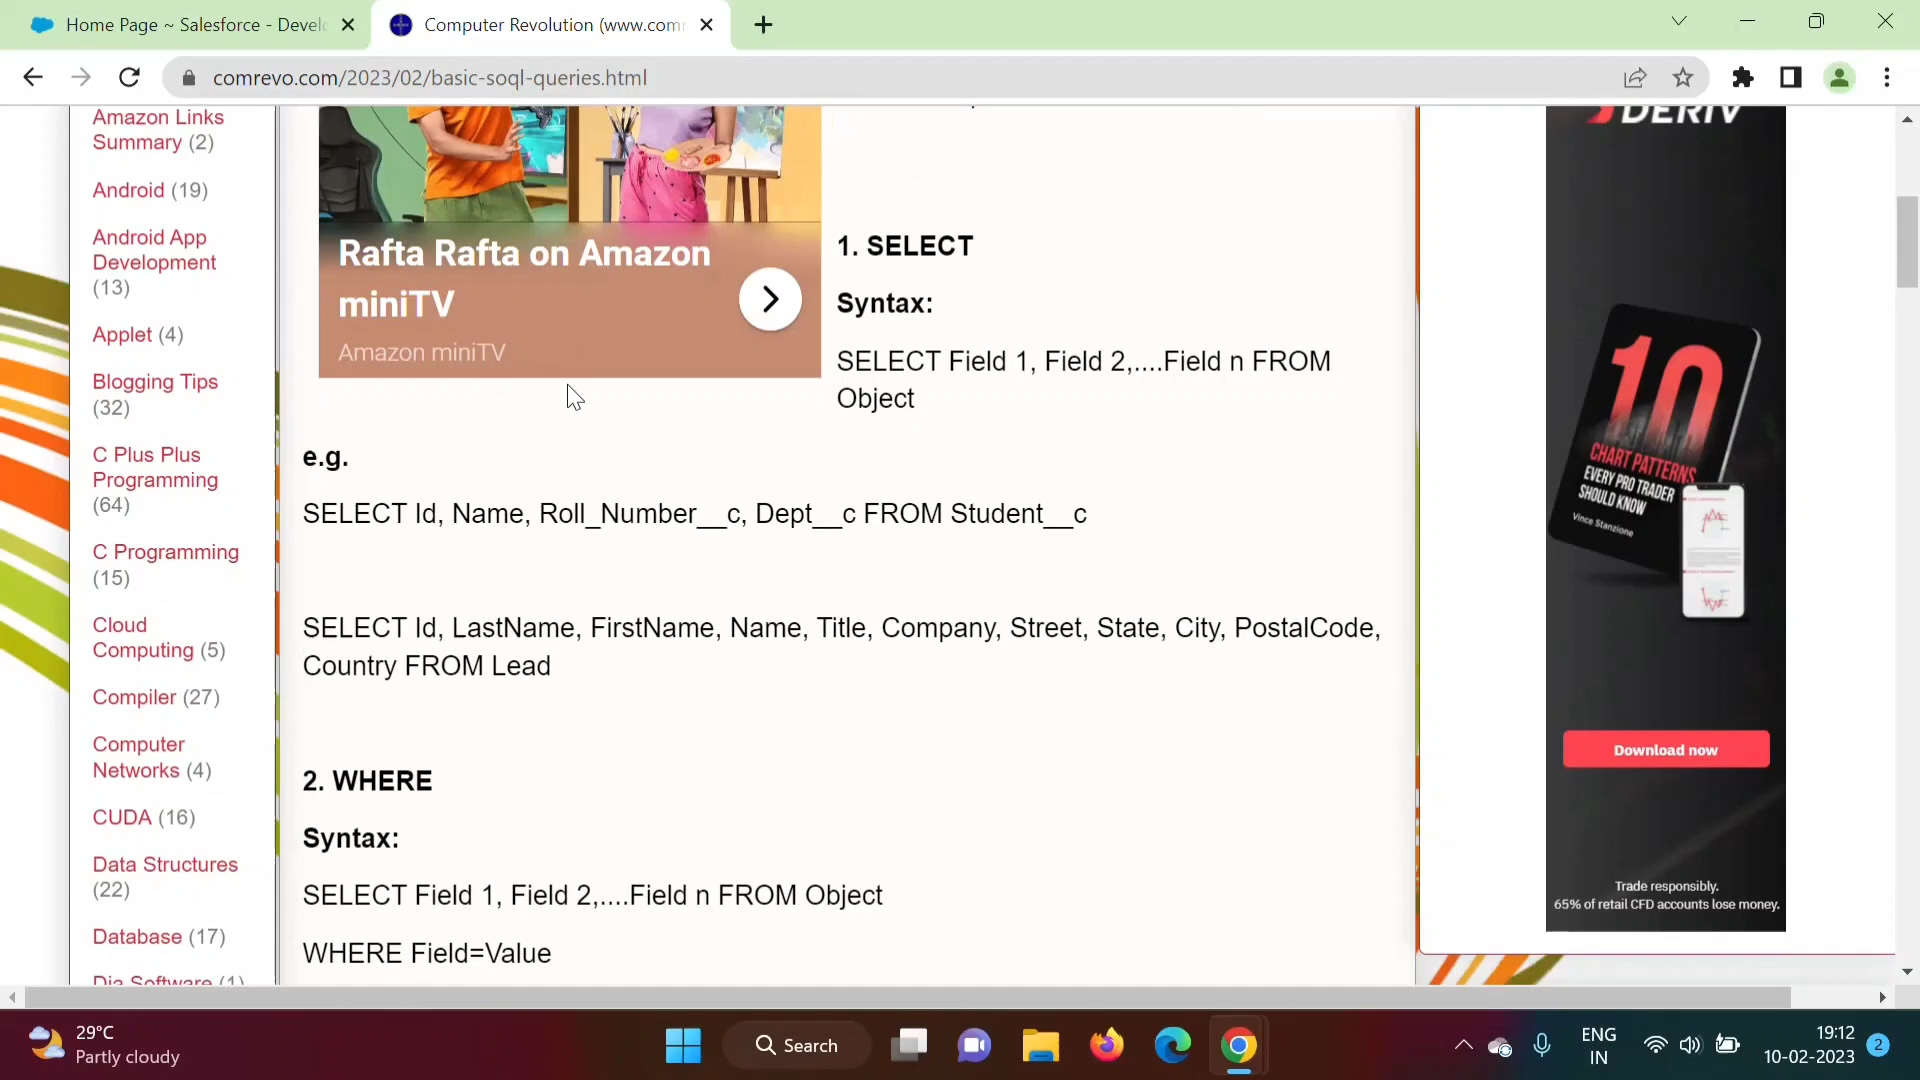 Home Page ~ Salesforce - Devel
Computer Revolution (www.com
comrevo.com/2023/02/basic-soql-queries.html
Amazon Links
Summary (2)
Android (19)
Android App
Development
(13)
Applet (4)
Blogging Tips
(32)
C Plus Plus
Programming
(64)
C Programming
(15)
Cloud
Computing (5)
Compiler (27)
Computer
Networks (4)
CUDA (16)
Data Structures
(22)
Database (17)
Dia Software (1)
Rafta Rafta on Amazon
miniTV
Amazon miniTV
1. SELECT
Syntax:
SELECT Field 1, Field 2,....Field n FROM
Object
e.g.
SELECT Id, Name, Roll_Number__c, Dept__c FROM Student__c
SELECT Id, LastName, FirstName, Name, Title, Company, Street, State, City, PostalCode,
Country FROM Lead
2. WHERE
Syntax:
SELECT Field 1, Field 2,....Field n FROM Object
WHERE Field=Value
DERIV
10
CHART PATTERNS
EVERY PRO TRADER
SHOULD KNOW
Vince Stanzione
Download now
Trade responsibly.
65% of retail CFD accounts lose money.
29°C
Partly cloudy
Search
ENG
IN
19:12
10-02-2023
2